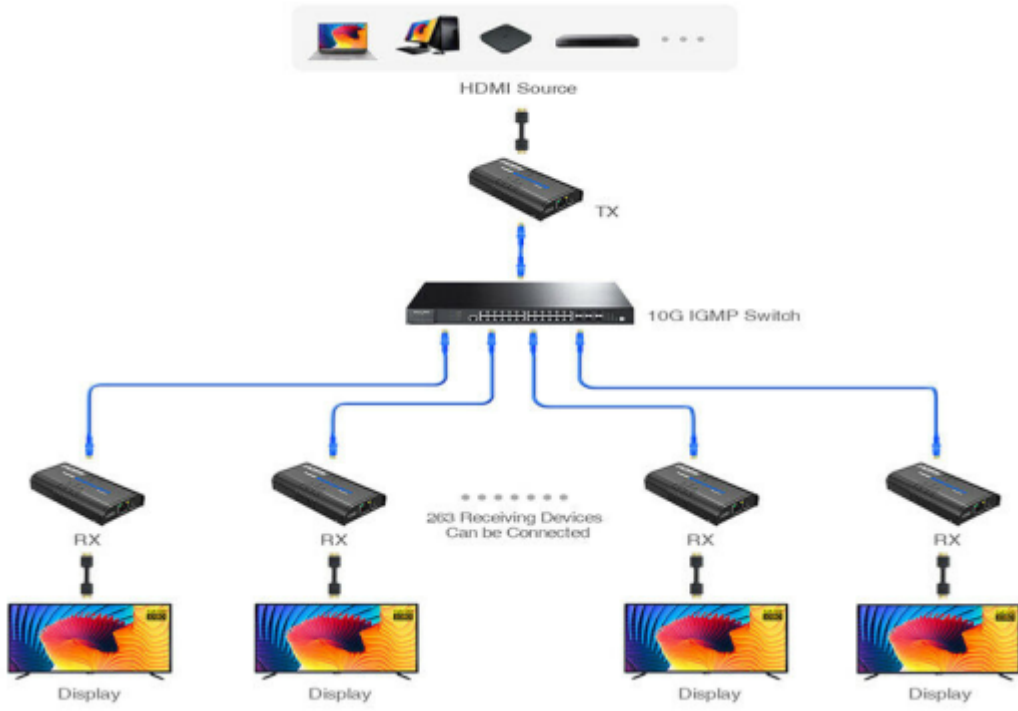 HDMI Source
TX
10G IGMP Switch
RX
RX
263 Receiving Devices
Can be Connected
RX
RX
Display
Display
Display
Display